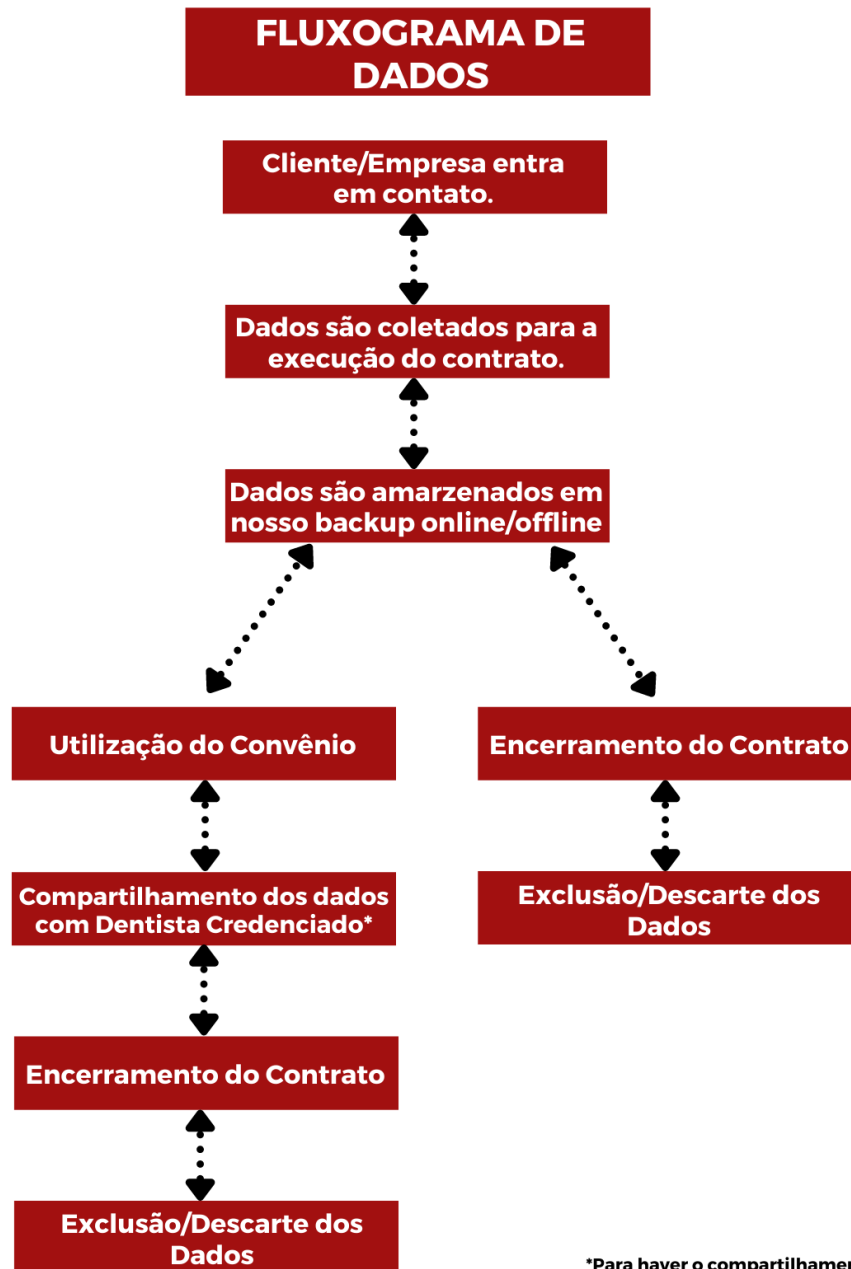 FLUXOGRAMA DE
DADOS
Cliente/Empresa entra
em contato.
Dados são coletados para a
execução do contrato.
Dados são amarzenados em
nosso backup online/offline
Utilização do Convênio
Encerramento do Contrato
Compartilhamento dos dados
com Dentista Credenciado*
Exclusão/Descarte dos
Dados
Encerramento do Contrato
Exclusão/Descarte dos
Dados
*Para haver o